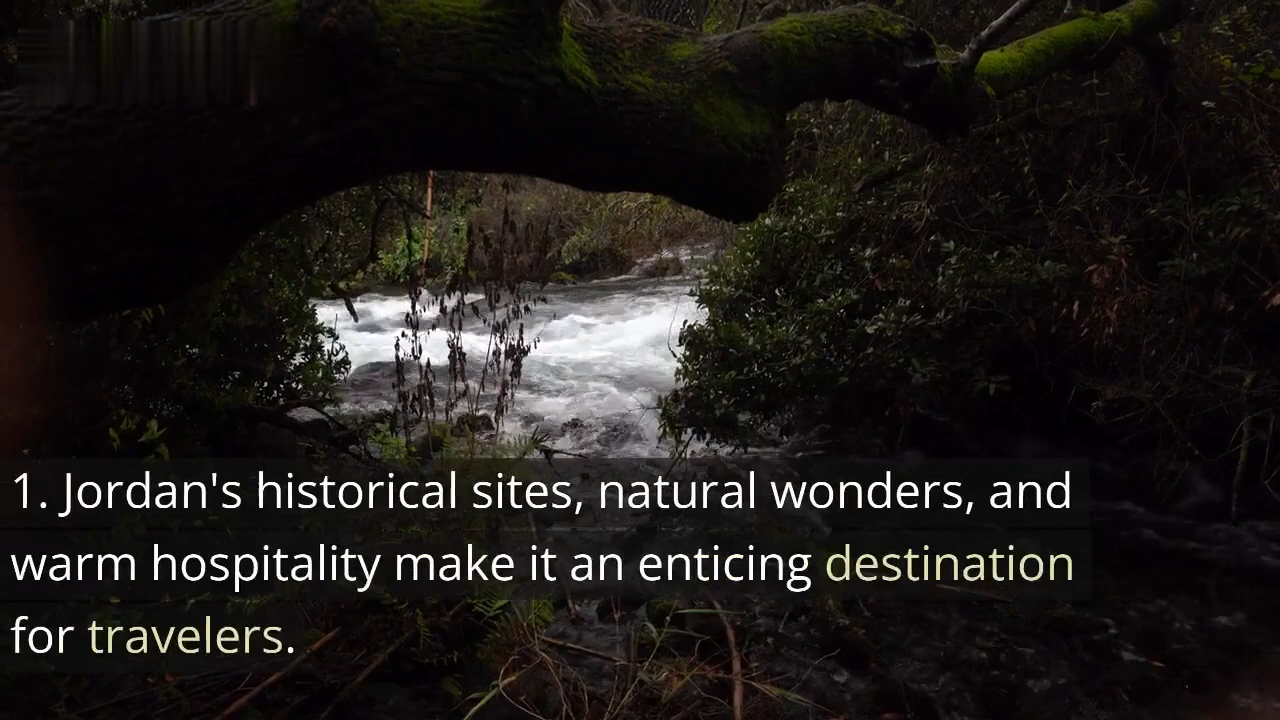 1. Jordan's historical sites, natural wonders, and
warm hospitality make it an enticing destination
for travelers.